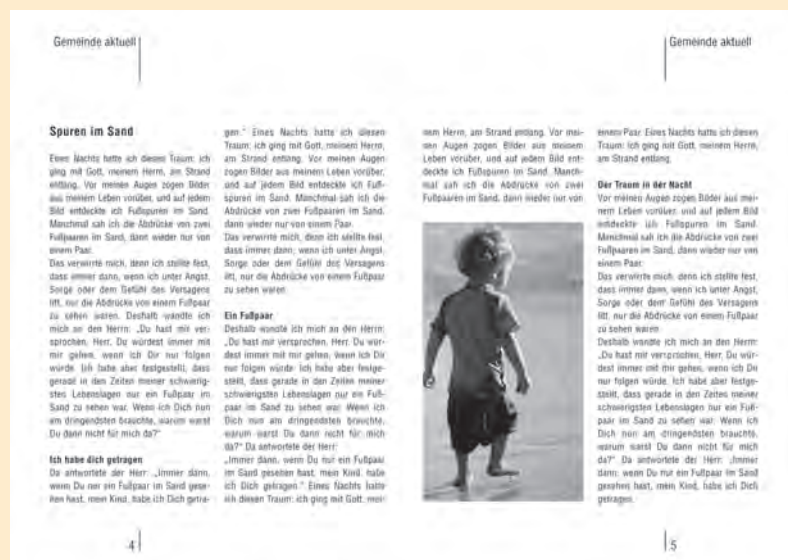 Gemeinde aktuell
Spuren im Sand
Eines Nachts hatte ich diesen Traum: ich
ging mit Gott, meinem Herrn, am Strand
entlang. Vor meinen Augen zogen Bilder
aus meinem Leben vorüber, und auf jedem
Bild entdeckte ich Fußspuren im Sand.
Manchmal sah ich die Abdrücke von zwei
Fußpaaren im Sand, dann wieder nur von
einem Paar.
Das verwirrte mich, denn ich stellte fest,
dass immer dann, wenn ich unter Angst,
Sorge oder dem Gefühl des Versagens
litt, nur die Abdrücke von einem Fußpaar
zu sehen waren. Deshalb wandte ich
mich an den Herrn: „Du hast mir ver-
sprochen, Herr, Du würdest immer mit
mir gehen, wenn ich Dir nur folgen
würde. Ich habe aber festgestellt, dass
gerade in den Zeiten meiner schwierig-
sten Lebenslagen nur ein Fußpaar im
Sand zu sehen war. Wenn ich Dich nun
am dringendsten brauchte, warum warst
Du dann nicht für mich da?"
Ich habe dich getragen
Da antwortete der Herr: „Immer dann,
wenn Du nur ein Fußpaar im Sand gese-
hen hast, mein Kind, habe ich Dich getra-
gen." Eines Nachts hatte ich diesen
Traum: ich ging mit Gott, meinem Herrn,
am Strand entlang. Vor meinen Augen
zogen Bilder aus meinem Leben vorüber,
und auf jedem Bild entdeckte ich Fuß-
spuren im Sand. Manchmal sah ich die
Abdrücke von zwei Fußpaaren im Sand,
dann wieder nur von einem Paar.
Das verwirrte mich, denn ich stellte fest,
dass immer dann, wenn ich unter Angst,
Sorge oder dem Gefühl des Versagens
litt, nur die Abdrücke von einem Fußpaar
zu sehen waren.
Ein Fußpaar
Deshalb wandte ich mich an den Herrn:
„Du hast mir versprochen, Herr, Du wür-
dest immer mit mir gehen, wenn ich Dir
nur folgen würde. Ich habe aber festge-
stellt, dass gerade in den Zeiten meiner
schwierigsten Lebenslagen nur ein Fuß-
paar im Sand zu sehen war. Wenn ich
Dich nun am dringendsten brauchte,
warum warst Du dann nicht für mich
da?" Da antwortete der Herr:
„Immer dann, wenn Du nur ein Fußpaar
im Sand gesehen hast, mein Kind, habe
ich Dich getragen." Eines Nachts hatte
ich diesen Traum: ich ging mit Gott, mei-
4
Gemeinde aktuell
nem Herrn, am Strand entlang. Vor mei-
nen Augen zogen Bilder aus meinem
Leben vorüber, und auf jedem Bild ent-
deckte ich Fußspuren im Sand. Manch-
mal sah ich die Abdrücke von zwei
Fußpaaren im Sand, dann wieder nur von
einem Paar. Eines Nachts hatte ich diesen
Traum: ich ging mit Gott, meinem Herrn,
am Strand entlang.
Der Traum in der Nacht
Vor meinen Augen zogen Bilder aus mei-
nem Leben vorüber, und auf jedem Bild
entdeckte ich Fußspuren im Sand.
Manchmal sah ich die Abdrücke von zwei
Fußpaaren im Sand, dann wieder nur von
einem Paar.
Das verwirrte mich, denn ich stellte fest,
dass immer dann, wenn ich unter Angst,
Sorge oder dem Gefühl des Versagens
litt, nur die Abdrücke von einem Fußpaar
zu sehen waren.
Deshalb wandte ich mich an den Herrn:
„Du hast mir versprochen, Herr, Du wür-
dest immer mit mir gehen, wenn ich Dir
nur folgen würde. Ich habe aber festge-
stellt, dass gerade in den Zeiten meiner
schwierigsten Lebenslagen nur ein Fuß-
paar im Sand zu sehen war. Wenn ich
Dich nun am dringendsten brauchte,
warum warst Du dann nicht für mich
da?" Da antwortete der Herr: „Immer
dann, wenn Du nur ein Fußpaar im Sand
gesehen hast, mein Kind, habe ich Dich
getragen.
5